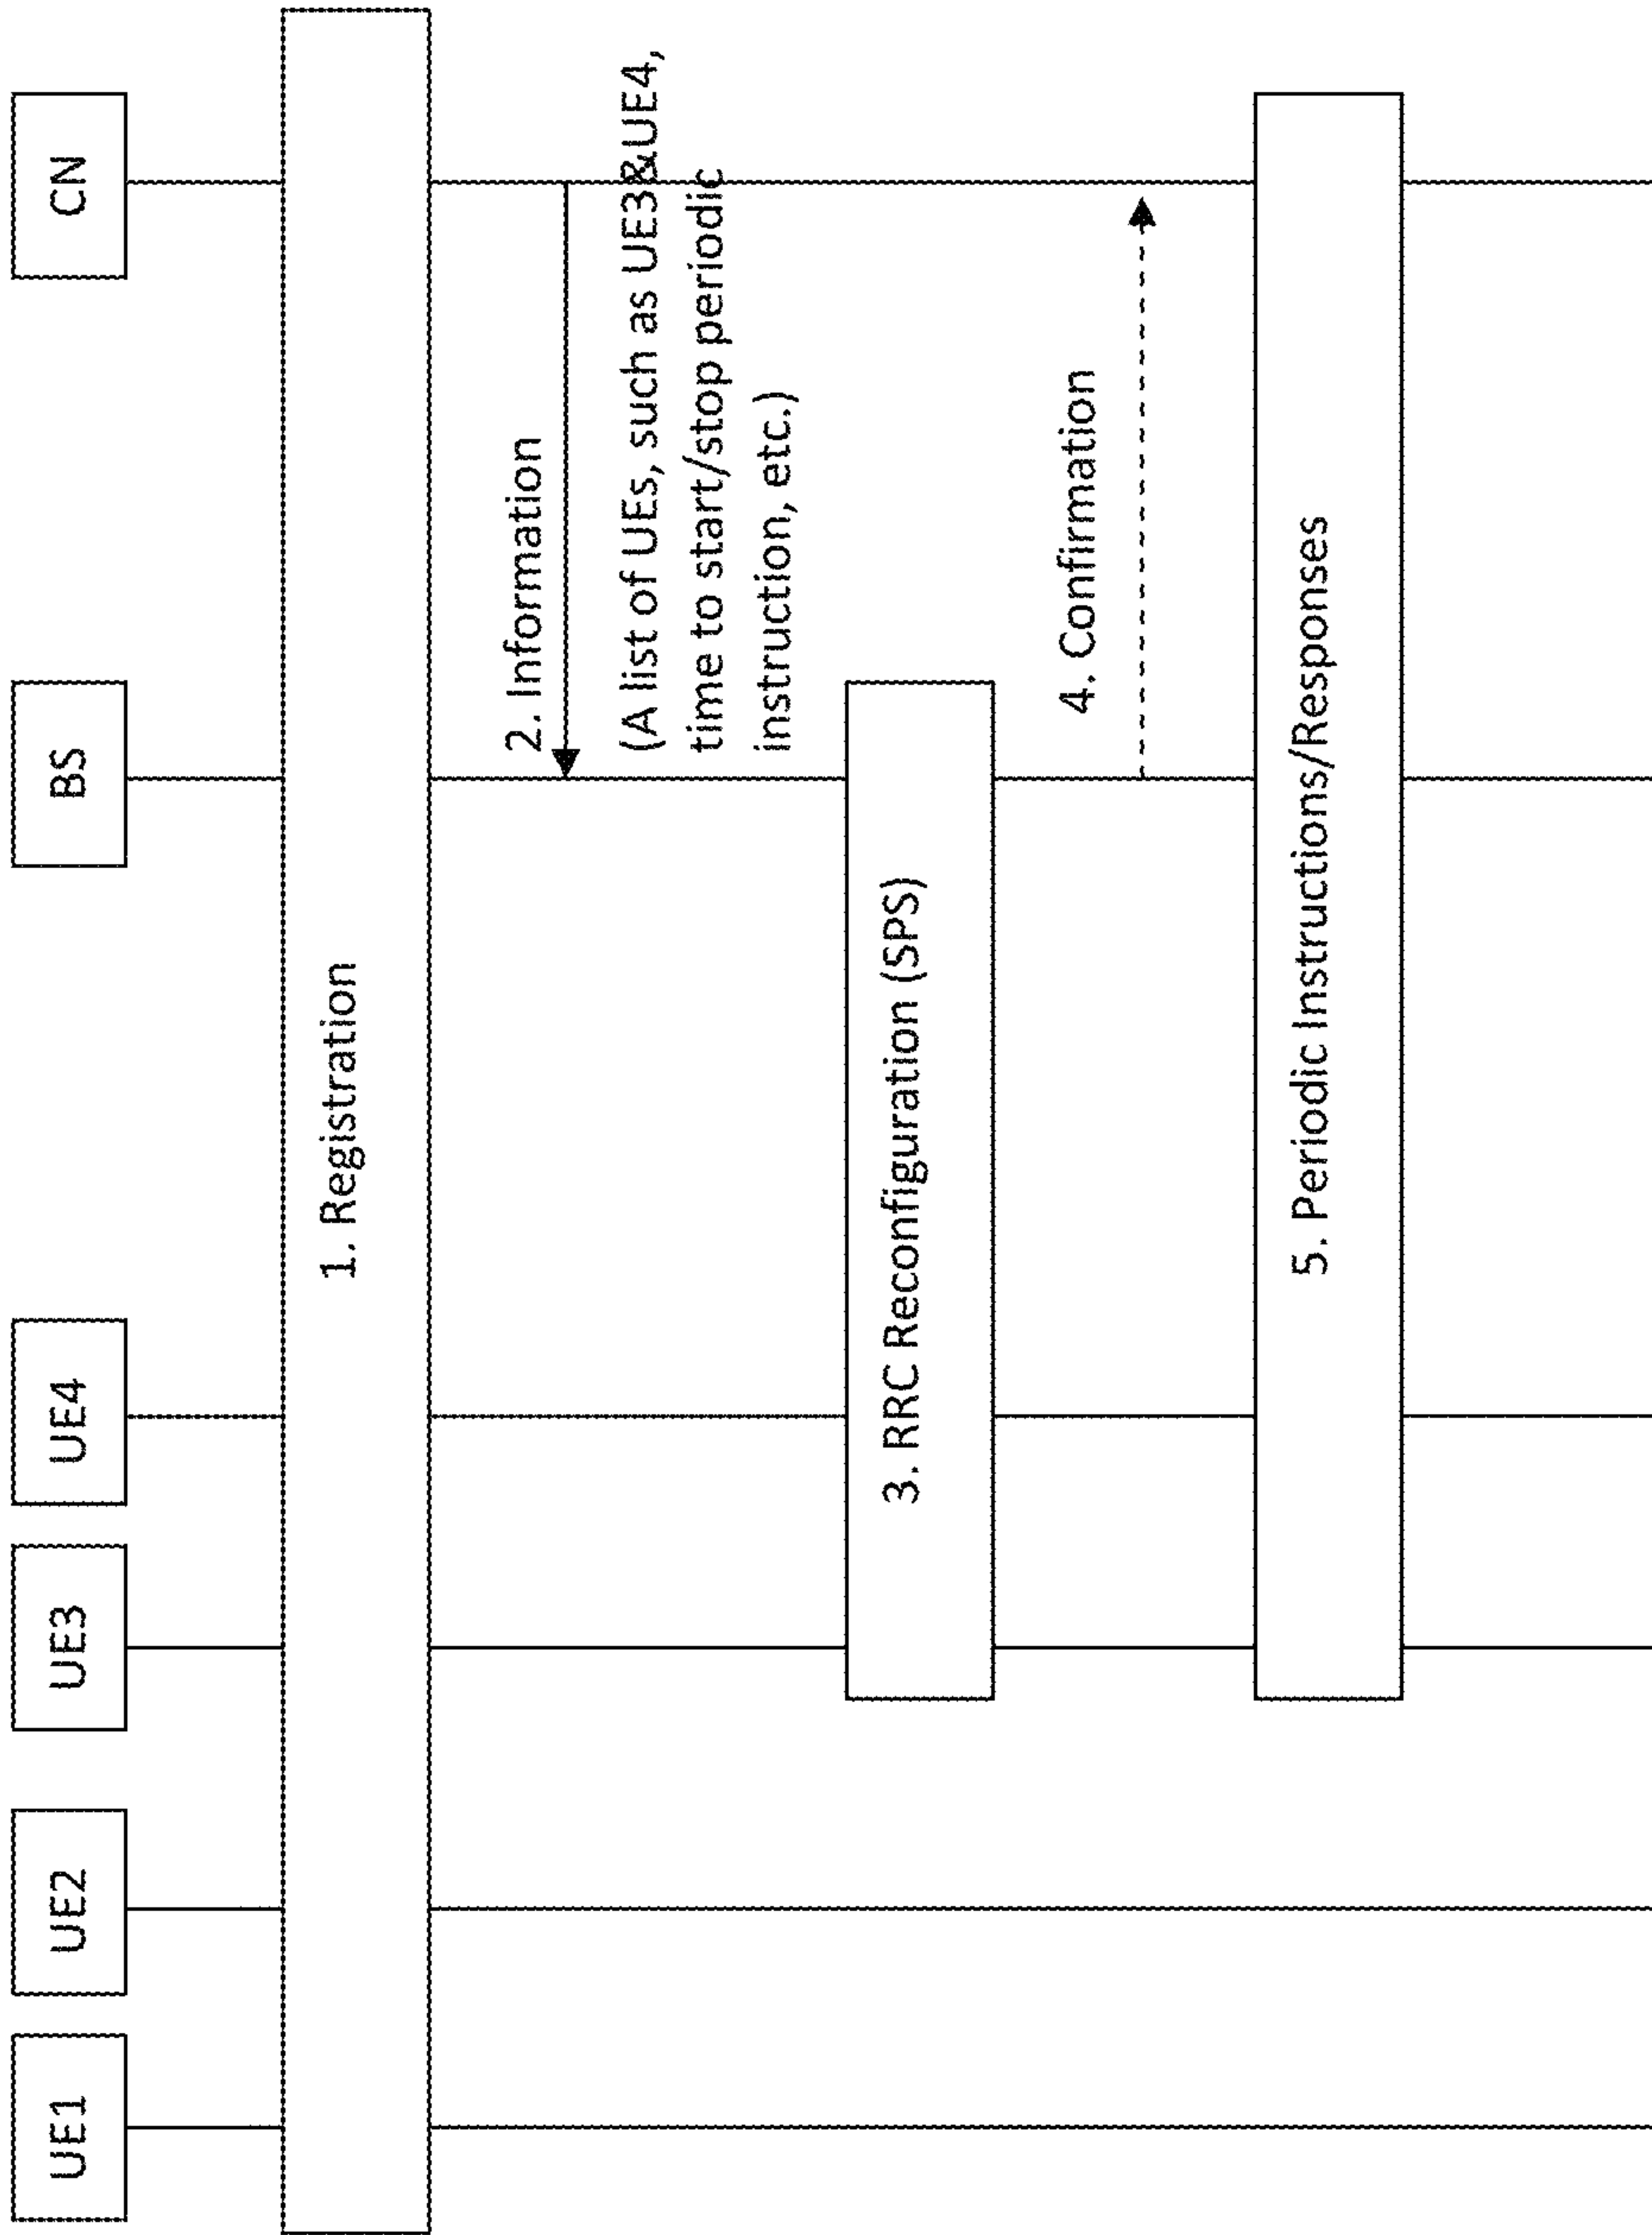 UE1
UE2
UE3
UE4
BS
CN
1. Registration
2. Information
(A list of UEs, such as UE3&UE4,
time to start/stop periodic
instruction, etc.)
3. RRC Reconfiguration (SPS)
4. Confirmation
5. Periodic Instructions/Responses